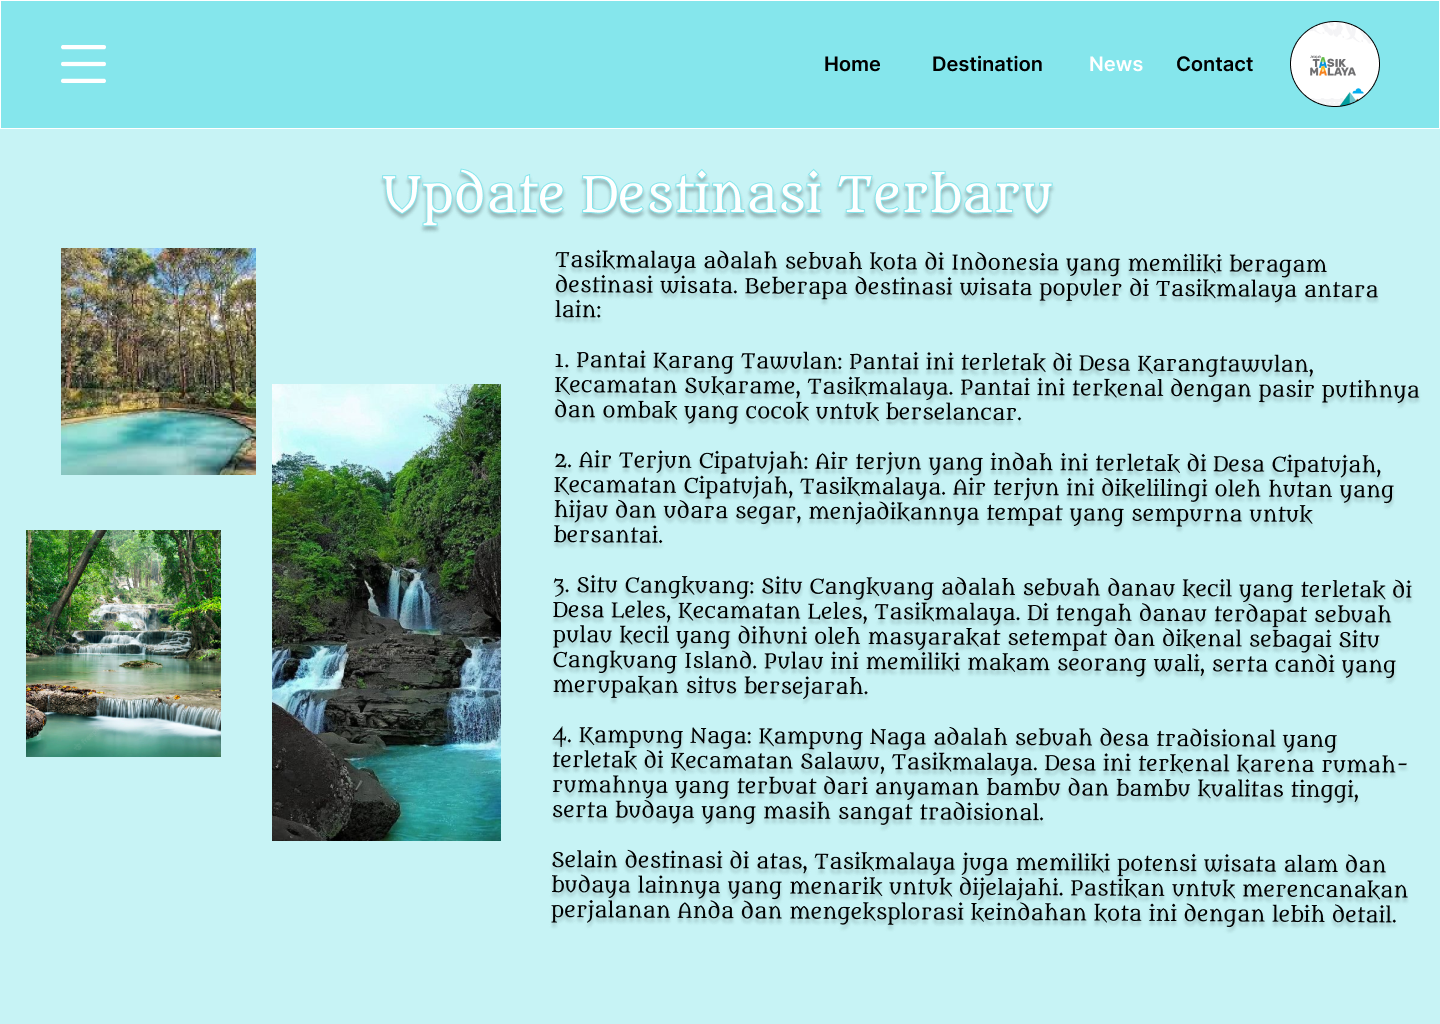 Home Destination News Contact
TASIK
MALAYA
Update Destinasi Terbaru
Tasikmalaya adalah sebuah kota di Indonesia yang memiliki beragam
destinasi wisata. Beberapa destinasi wisata populer di Tasikmalaya antara
lain:
1. Pantai Karang Tawulan: Pantai ini terletak di Desa Karangtawulan,
Kecamatan Sukarame, Tasikmalaya. Pantai ini terkenal dengan pasir putihnya
dan ombak yang cocok untuk berselancar.
2. Air Terjun Cipatujah: Air terjun yang indah ini terletak di Desa Cipatujah,
Kecamatan Cipatujah, Tasikmalaya. Air terjun ini dikelilingi oleh hutan yang
hijau dan udara segar, menjadikannya tempat yang sempurna untuk
bersantai.
3. Situ Cangkuang: Situ Cangkuang adalah sebuah danau kecil yang terletak di
Desa Leles, Kecamatan Leles, Tasikmalaya. Di tengah danau terdapat sebuah
pulau kecil yang dihuni oleh masyarakat setempat dan dikenal sebagai Situ
Cangkuang Island. Pulau ini memiliki makam seorang wali, serta candi yang
merupakan situs bersejarah.
4. Kampung Naga: Kampung Naga adalah sebuah desa tradisional yang
terletak di Kecamatan Salawu, Tasikmalaya. Desa ini terkenal karena rumah-
rumahnya yang terbuat dari anyaman bambu dan bambu kualitas tinggi,
serta budaya yang masih sangat tradisional.
Selain destinasi di atas, Tasikmalaya juga memiliki potensi wisata alam dan
budaya lainnya yang menarik untuk dijelajahi. Pastikan untuk merencanakan
perjalanan Anda dan mengeksplorasi keindahan kota ini dengan lebih detail.